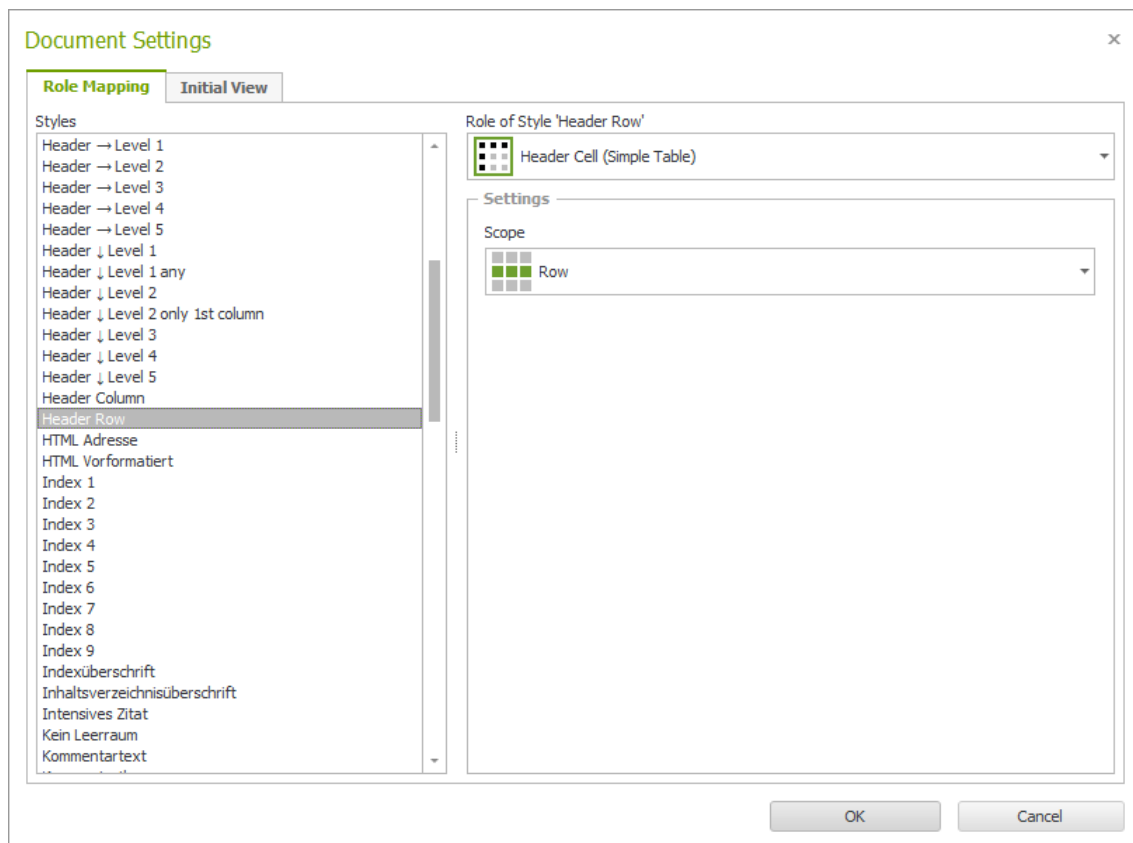 Document Settings
Role Mapping
Initial View
Styles
Header → Level 1
Header → Level 2
Header → Level 3
Header → Level 4
Header → Level 5
Header ↓ Level 1
Header ↓ Level 1 any
Header ↓ Level 2
Header ↓ Level 2 only 1st column
Header ↓ Level 3
Header ↓ Level 4
Header ↓ Level 5
Header Column
Header Row
HTML Adresse
HTML Vorformatiert
Index 1
Index 2
Index 3
Index 4
Index 5
Index 6
Index 7
Index 8
Index 9
Indexüberschrift
Inhaltsverzeichnisüberschrift
Intensives Zitat
Kein Leerraum
Kommentartext
Role of Style 'Header Row'
Header Cell (Simple Table)
Settings
Scope
Row
OK
Cancel